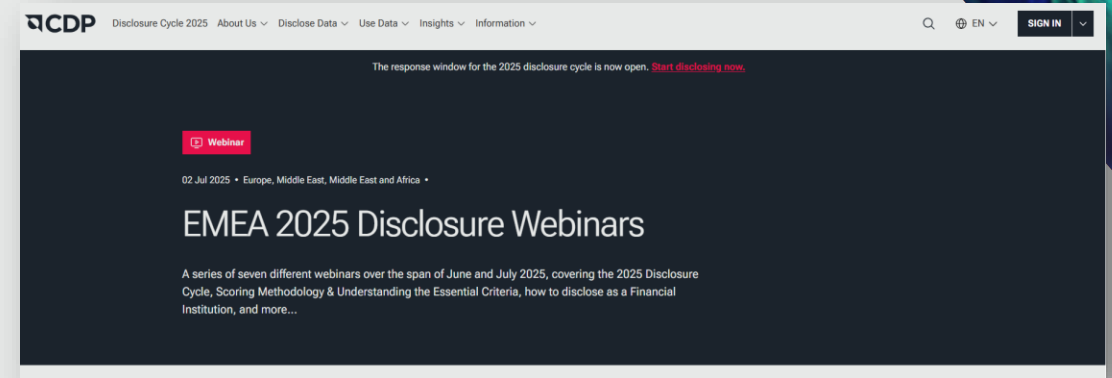 CDP Disclosure Cycle 2025 About Us Disclose Data Use Data Insights Information EN SIGN IN
The response window for the 2025 disclosure cycle is now open. Start disclosing now.
Webinar
02 Jul 2025 • Europe, Middle East, Middle East and Africa •
EMEA 2025 Disclosure Webinars
A series of seven different webinars over the span of June and July 2025, covering the 2025 Disclosure
Cycle, Scoring Methodology & Understanding the Essential Criteria, how to disclose as a Financial
Institution, and more...